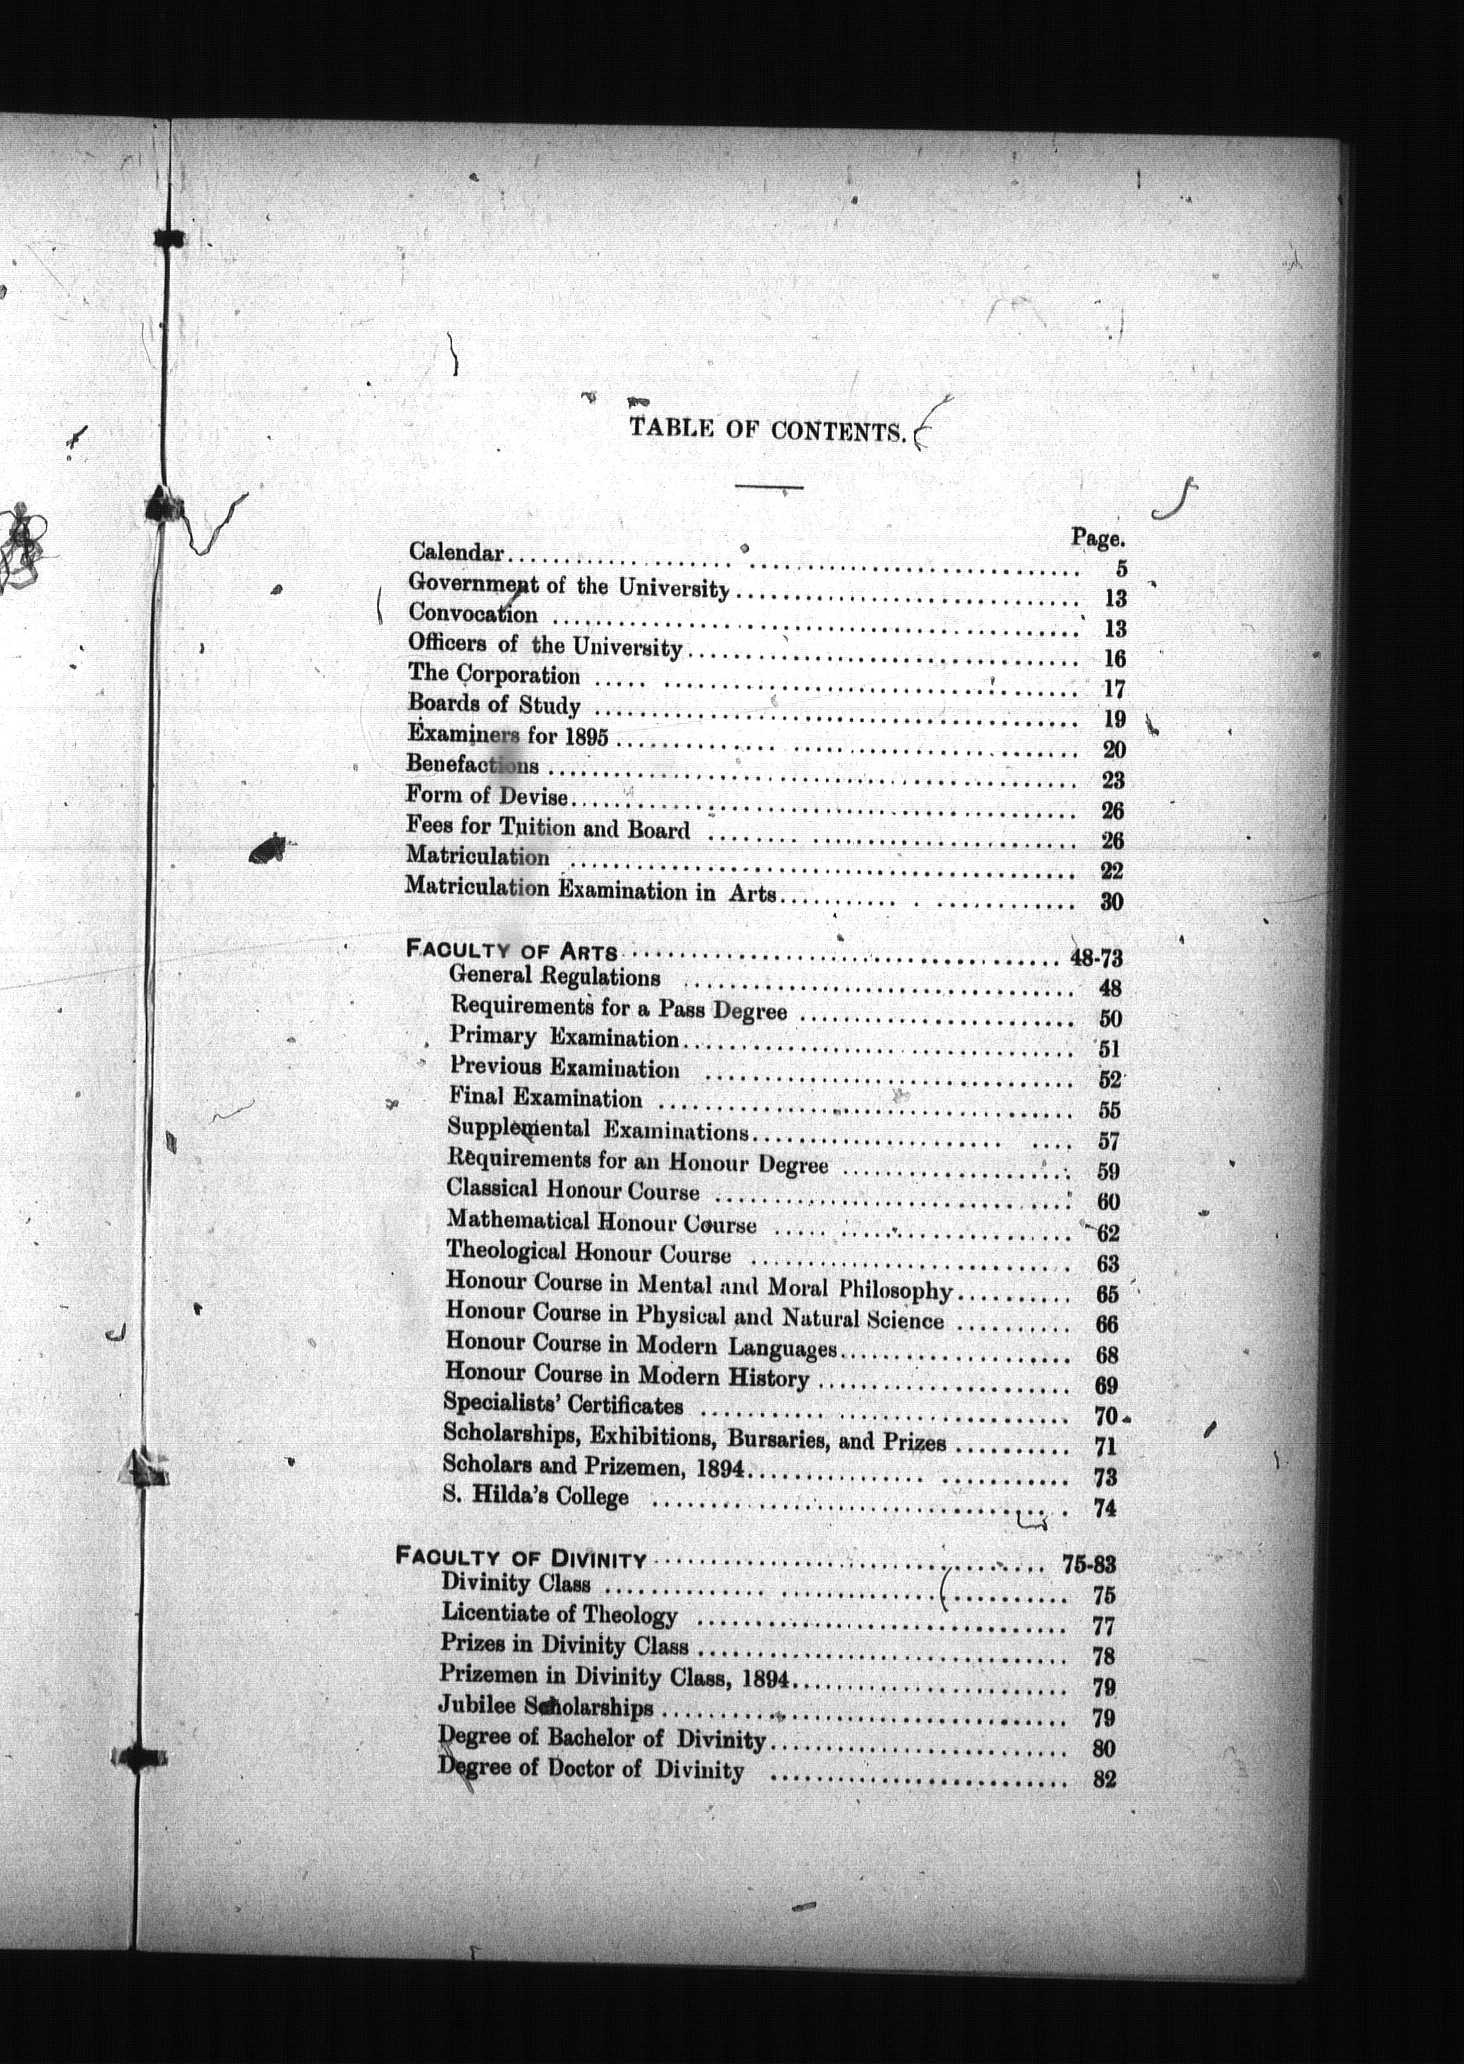 TABLE OF CONTENTS.
Page.
Calendar.................... .............................. 5
Government of the University............................... 13
Convocation ................................................ 13
Officers of the University.................................... 16
The Corporation ..... ...................................... 17
Boards of Study ............................................ 19
Examiners for 1895 ............... ..... ................... 20
Benefactions ................................................ 23
Form of Devise.............................................. 26
Fees for Tuition and Board ........ ........................ 26
Matriculation .............................................. 22
Matriculation Examination in Arts........... . ............. 30
FACULTY OF ARTS ........................................ 48-73
General Regulations .................................... 48
Requirements for a Pass Degree ......................... 50
Primary Examination.................................... 51
Previous Examination .................................. 52
Final Examination ...................................... 55
Supplemental Examinations....................... .... 57
Requirements for an Honour Degree ..................... 59
Classical Honour Course ................................ 60
Mathematical Honour Course ..... ..................... 62
Theological Honour Course ............................. 63
Honour Course in Mental and Moral Philosophy.......... 65
Honour Course in Physical and Natural Science .......... 66
Honour Course in Modern Languages..................... 68
Honour Course in Modern History ....................... 69
Specialists' Certificates ........... ..................... 70
Scholarships, Exhibitions, Bursaries, and Prizes .......... 71
Scholars and Prizemen, 1894................ ............ 73
S. Hilda's College ...................................... 74
FACULTY OF DIVINITY .................................... 75-83
Divinity Class ............... .......................... 75
Licentiate of Theology .................................. 77
Prizes in Divinity Class .................................. 78
Prizemen in Divinity Class, 1894......................... 79
Jubilee Scholarships ..................................... 79
Degree of Bachelor of Divinity........................... 80
Degree of Doctor of Divinity ........................... 82